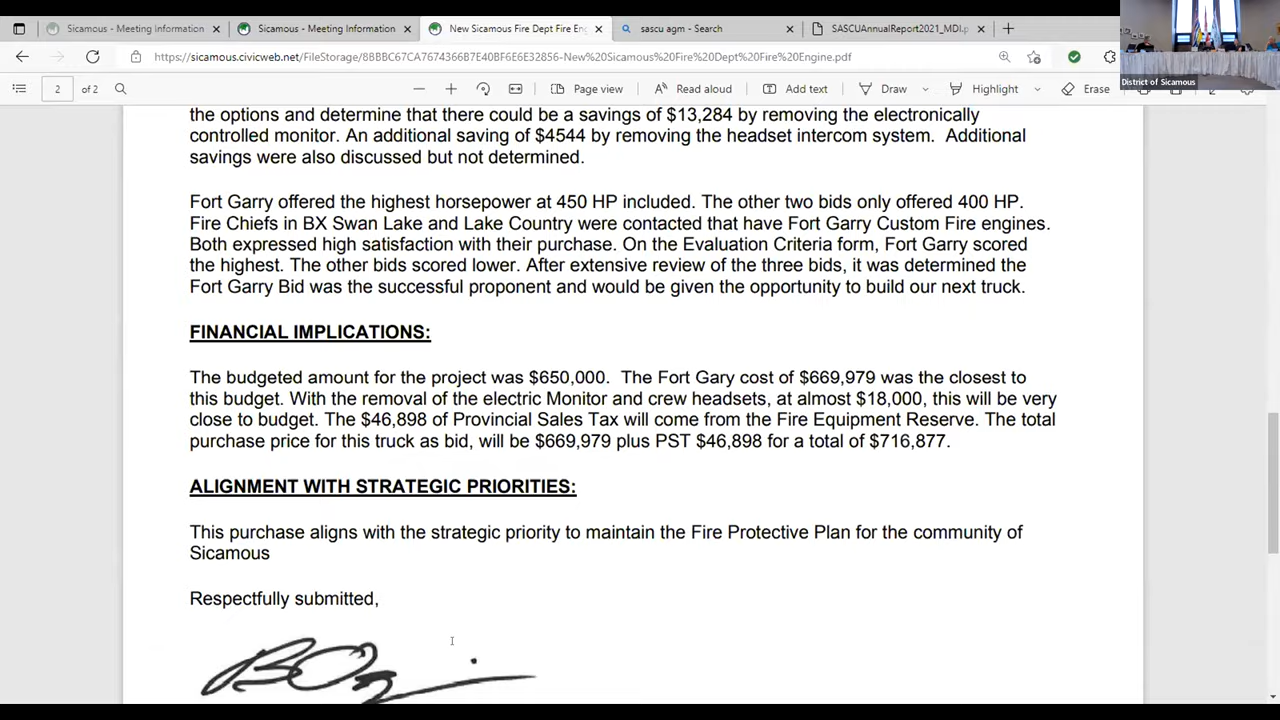 Sicamous - Meeting Information
Sicamous - Meeting Information
New Sicamous Fire Dept Fire En
sascu agm - Search
SASCUAnnualReport2021_MDI.p
https://sicamous.civicweb.net/FileStorage/8BBBC67CA7674366B7E40BF6E6E32856-New%20Sicamous%20Fire%20Dept%20Fire%20Engine.pdf
District of Sicamous
2 of 2
Page view
Read aloud
Add text
Draw
Highlight
Erase
the options and determine that there could be a savings of $13,284 by removing the electronically
controlled monitor. An additional saving of $4544 by removing the headset intercom system. Additional
savings were also discussed but not determined.
Fort Garry offered the highest horsepower at 450 HP included. The other two bids only offered 400 HP.
Fire Chiefs in BX Swan Lake and Lake Country were contacted that have Fort Garry Custom Fire engines.
Both expressed high satisfaction with their purchase. On the Evaluation Criteria form, Fort Garry scored
the highest. The other bids scored lower. After extensive review of the three bids, it was determined the
Fort Garry Bid was the successful proponent and would be given the opportunity to build our next truck.
FINANCIAL IMPLICATIONS:
The budgeted amount for the project was $650,000. The Fort Gary cost of $669,979 was the closest to
this budget. With the removal of the electric Monitor and crew headsets, at almost $18,000, this will be very
close to budget. The $46,898 of Provincial Sales Tax will come from the Fire Equipment Reserve. The total
purchase price for this truck as bid, will be $669,979 plus PST $46,898 for a total of $716,877.
ALIGNMENT WITH STRATEGIC PRIORITIES:
This purchase aligns with the strategic priority to maintain the Fire Protective Plan for the community of
Sicamous
Respectfully submitted,